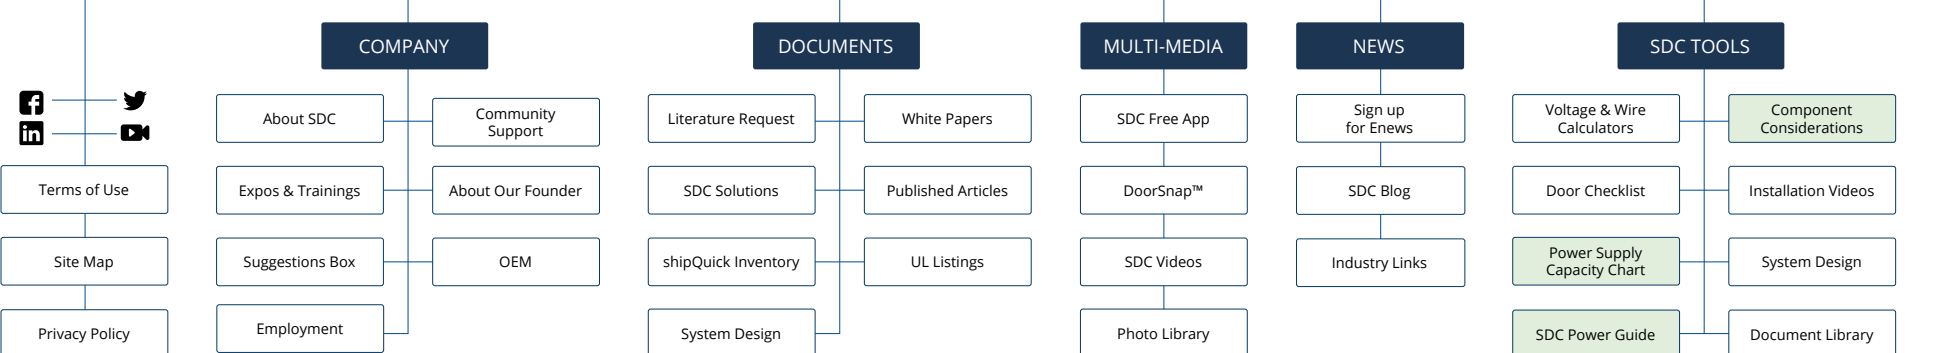 COMPANY
DOCUMENTS
MULTI-MEDIA
NEWS
SDC TOOLS
Terms of Use
Site Map
Privacy Policy
About SDC
Community
Support
Expos & Trainings
About Our Founder
Suggestions Box
OEM
Employment
Literature Request
White Papers
SDC Solutions
Published Articles
shipQuick Inventory
UL Listings
System Design
SDC Free App
DoorSnap™
SDC Videos
Photo Library
Sign up
for Enews
SDC Blog
Industry Links
Voltage & Wire
Calculators
Component
Considerations
Door Checklist
Installation Videos
Power Supply
Capacity Chart
System Design
SDC Power Guide
Document Library